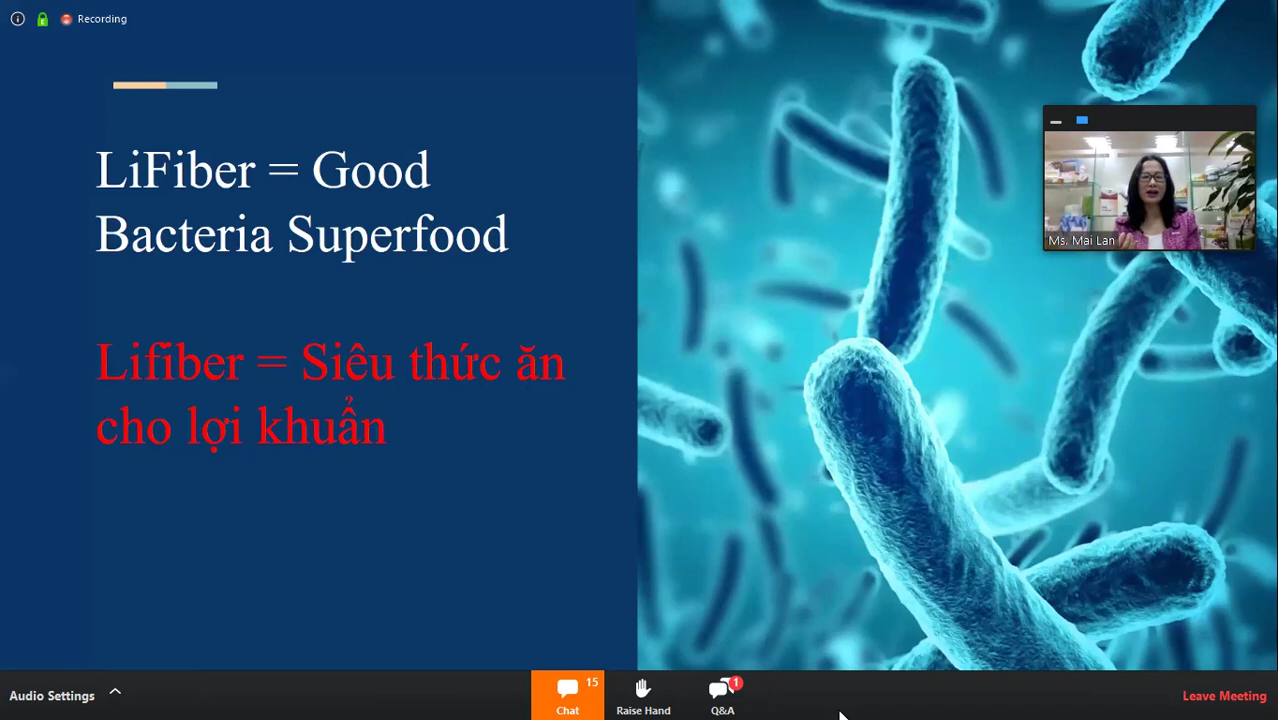 Recording
LiFiber = Good
Bacteria Superfood
Lifiber = Siêu thức ăn
cho lợi khuẩn
Ms. Mai Lan
Audio Settings
15
Chat
Raise Hand
1
Q&A
Leave Meeting